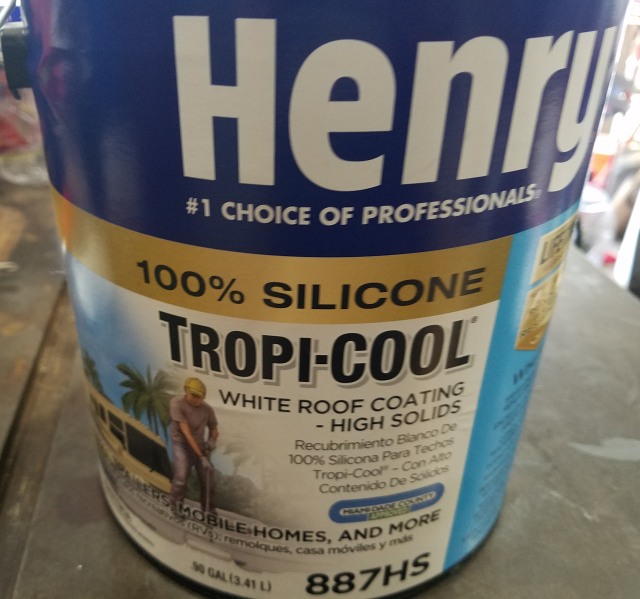 Henry
#1 CHOICE OF PROFESSIONALS
100% SILICONE
TROPI-COOL®
WHITE ROOF COATING
- HIGH SOLIDS
Recubrimiento Blanco De
100% Silicona Para Techos
Tropi-Cool® – Con Alto
Contenido De Sólidos
MIAMI-DADE COUNTY
APPROVED
MOBILE HOMES, AND MORE
(RVs), remolques, casa móviles y más
.90 GAL (3.41 L)
887HS